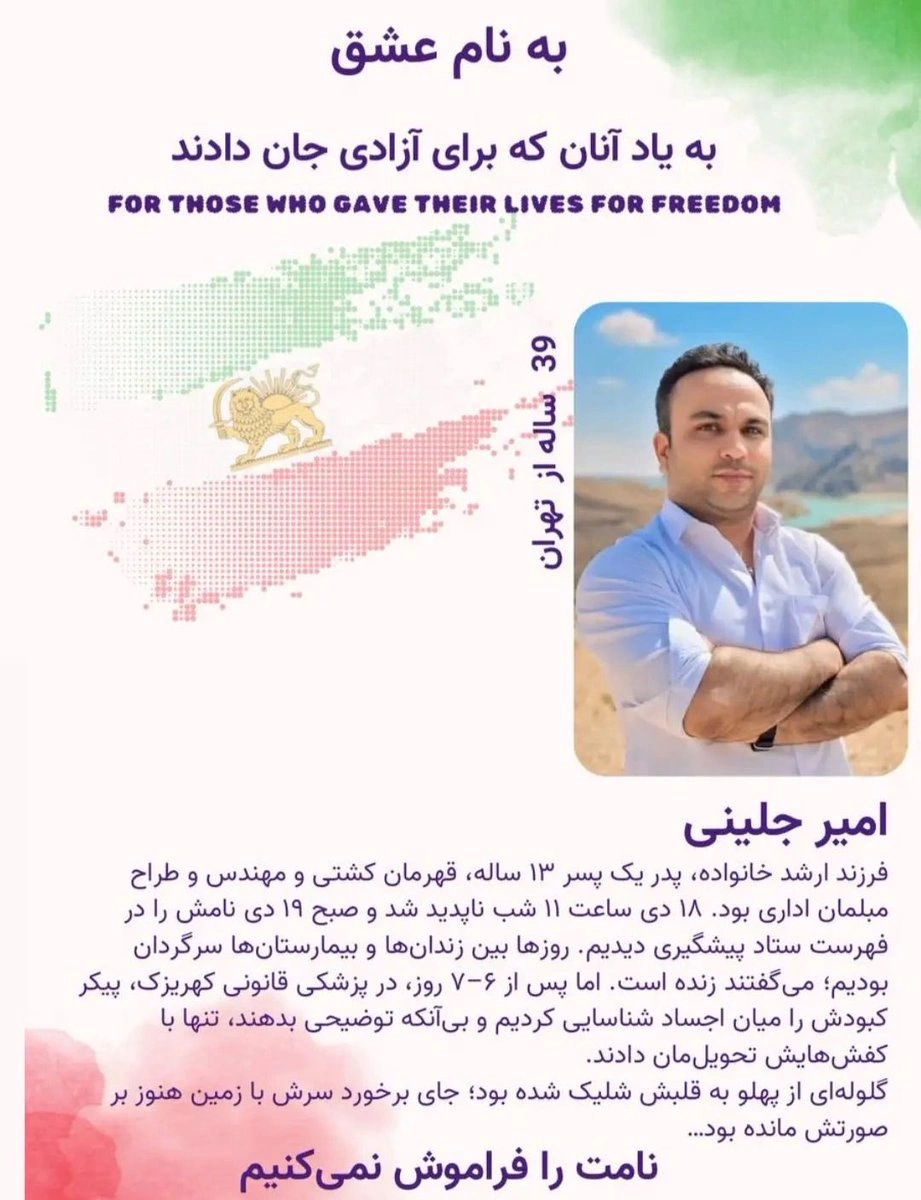 به نام عشق
به یاد آنان که برای آزادی جان دادند
FOR THOSE WHO GAVE THEIR LIVES FOR FREEDOM
39 ساله از تهران
امیر جلینی
فرزند ارشد خانواده، پدر یک پسر ۱۳ ساله، قهرمان کشتی و مهندس و طراح
مبلمان اداری بود. ۱۸ دی ساعت ۱۱ شب ناپدید شد و صبح ۱۹ دی نامش را در
فهرست ستاد پیشگیری دیدیم. روزها بین زندان‌ها و بیمارستان‌ها سرگردان
بودیم؛ می‌گفتند زنده است. اما پس از ۶–۷ روز، در پزشکی قانونی کهریزک، پیکر
کبودش را میان اجساد شناسایی کردیم و بی‌آنکه توضیحی بدهند، تنها با
کفش‌هایش تحویل‌مان دادند.
گلوله‌ای از پهلو به قلبش شلیک شده بود؛ جای برخورد سرش با زمین هنوز بر
صورتش مانده بود...
نامت را فراموش نمی‌کنیم